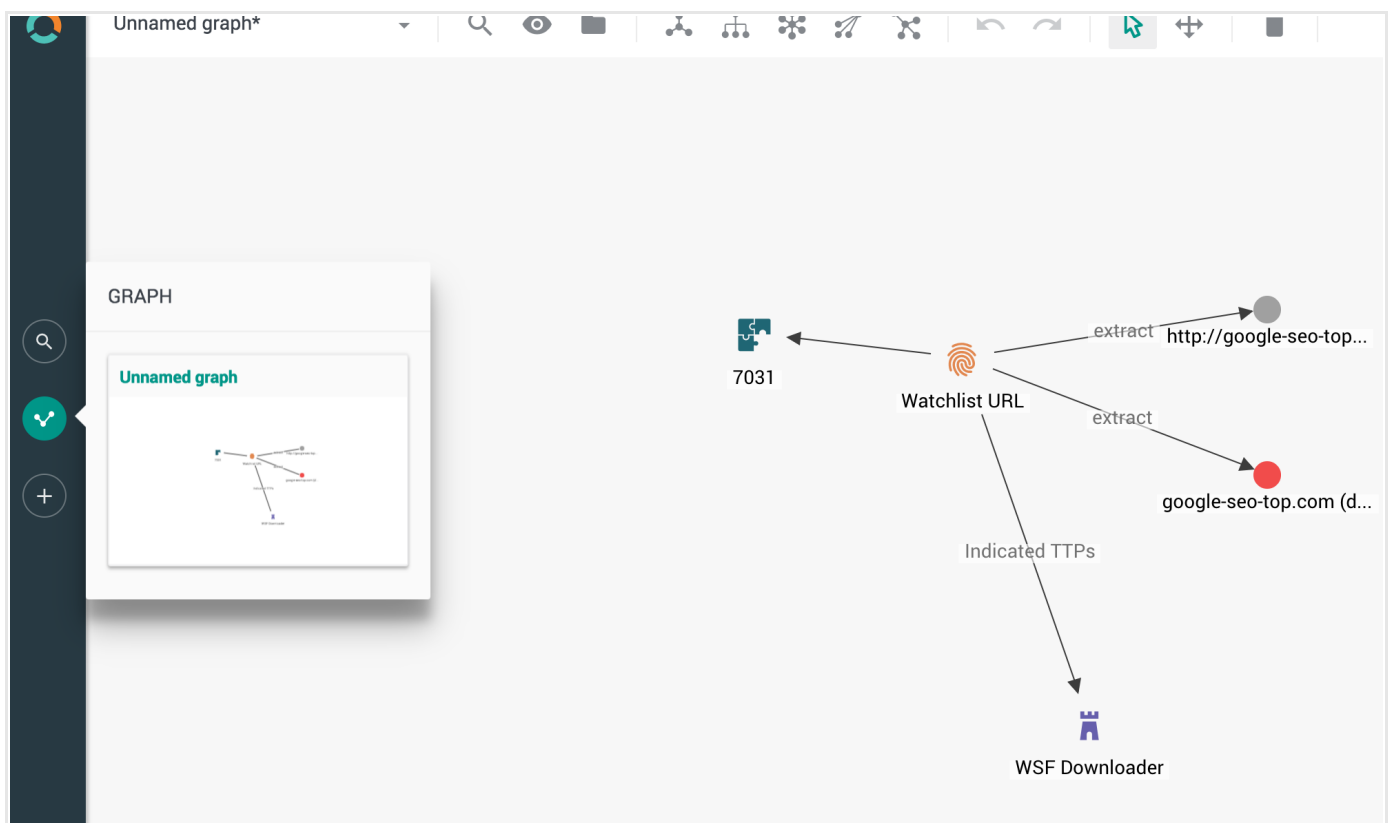 Unnamed graph*
GRAPH
Unnamed graph
7031
Watchlist URL
extract
http://google-seo-top...
extract
google-seo-top.com (d...
Indicated TTPs
WSF Downloader